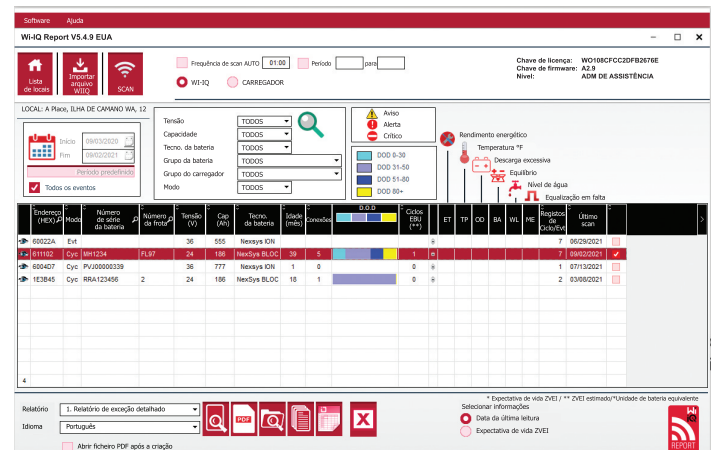 Software Ajuda
Wi-IQ Report V5.4.9 EUA
Lista de locais
Importar arquivo WIIQ
SCAN
Frequência de scan AUTO 01:00 Período para
WI-IQ CARREGADOR
Chave de licença: WO108CFCC2DFB2676E
Chave de firmware: A2.9
Nível: ADM DE ASSISTÊNCIA
LOCAL: A Place, ILHA DE CAMANO WA, 12
Início 09/03/2020
Fim 09/02/2021
Período predefinido
Todos os eventos
Tensão TODOS
Capacidade TODOS
Tecno. da bateria TODOS
Grupo da bateria TODOS
Grupo do carregador TODOS
Modo TODOS
Aviso
Alerta
Crítico
DOD 0-30
DOD 31-50
DOD 51-80
DOD 80+
Rendimento energético
Temperatura °F
Descarga excessiva
Equilíbrio
Nível de água
Equalização em falta
Endereço (HEX) Modo Número de série da bateria Número da frota Tensão (V) Cap (Ah) Tecno. da bateria Idade (mês) Conexões D.O.D Ciclos EBU (**) ET TP OD BA WL ME Registos de Ciclo/Evt Último scan
60022A Evt 36 555 Nexsys ION 7 06/29/2021
611102 Cyc MH1234 FL97 24 186 NexSys BLOC 39 5 1 7 09/02/2021
6004D7 Cyc PVJ00000339 36 777 Nexsys ION 1 0 0 1 07/13/2021
1E3B45 Cyc RRA123456 2 24 186 NexSys BLOC 18 1 0 2 03/08/2021
4
* Expectativa de vida ZVEI / ** ZVEI estimado/*Unidade de bateria equivalente
Relatório 1. Relatório de exceção detalhado
Idioma Português
Abrir ficheiro PDF após a criação
PDF
X
Selecionar informações
Data da última leitura
Expectativa de vida ZVEI
Wi
iQ
REPORT